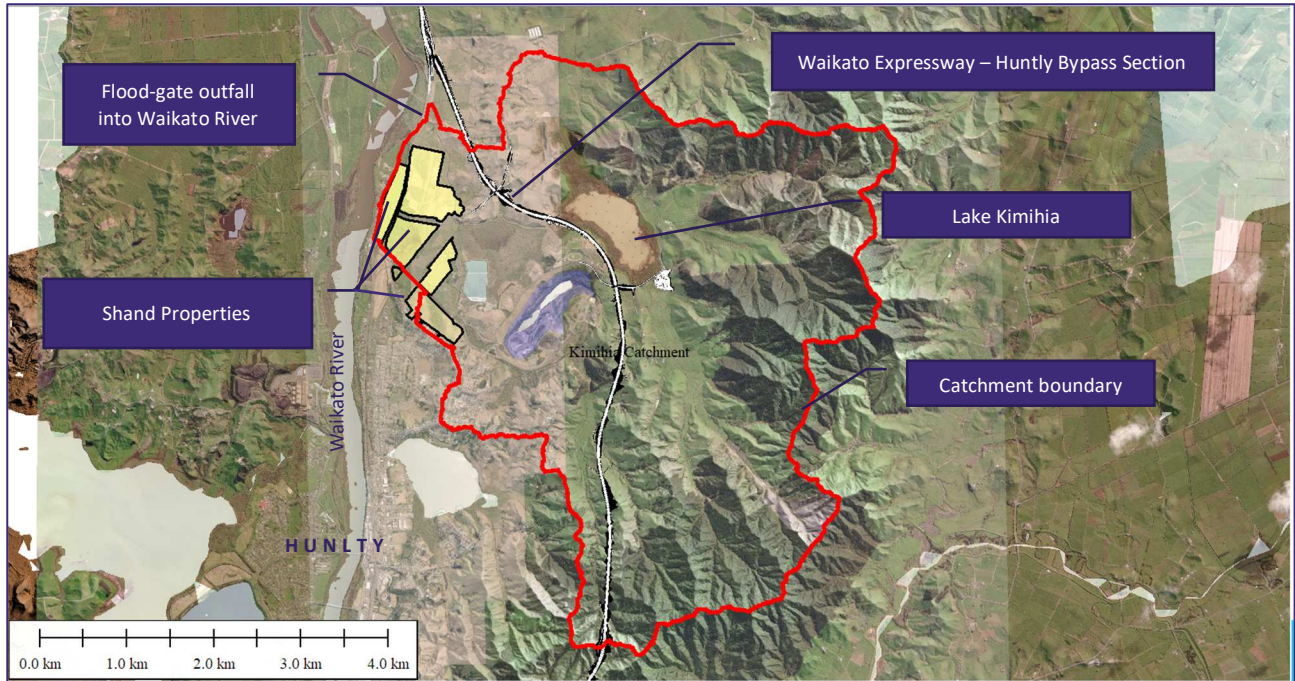 Waikato Expressway – Huntly Bypass Section
Flood-gate outfall
into Waikato River
Lake Kimihia
Shand Properties
Kimihia Catchment
Catchment boundary
Waikato River
HUNLTY
0.0 km 1.0 km 2.0 km 3.0 km 4.0 km